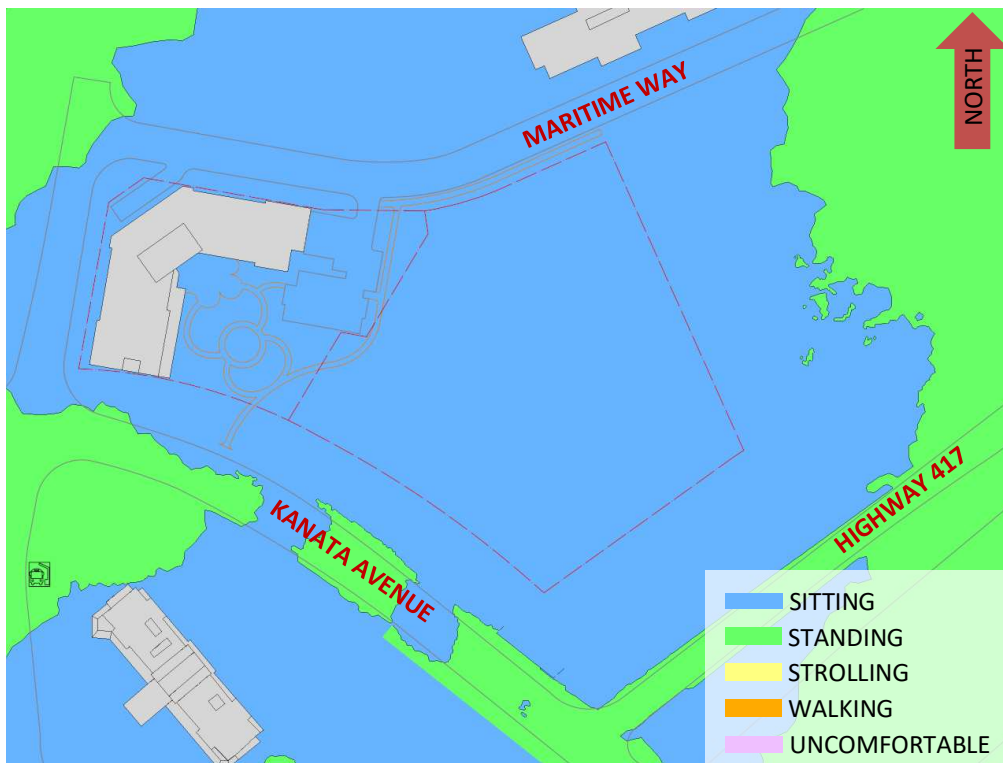 NORTH
MARITIME WAY
KANATA AVENUE
HIGHWAY 417
SITTING
STANDING
STROLLING
WALKING
UNCOMFORTABLE